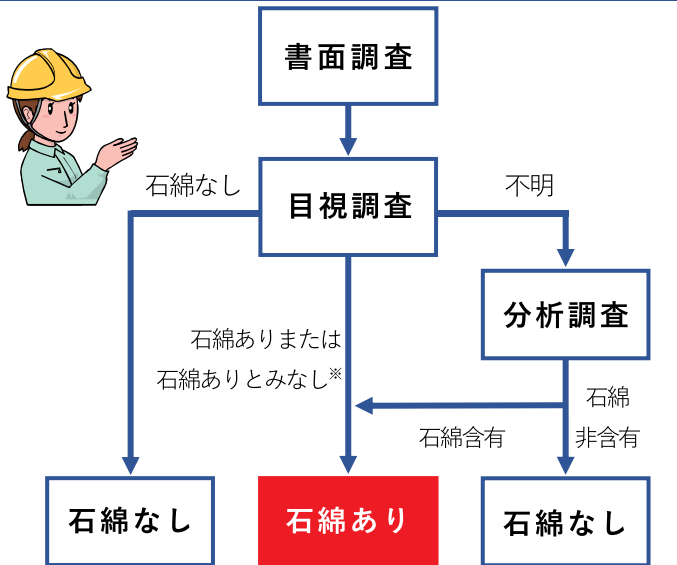 書面調査
石綿なし
目視調査
不明
分析調査
石綿ありまたは
石綿ありとみなし※
石綿
石綿含有
非含有
石綿なし
石綿あり
石綿なし